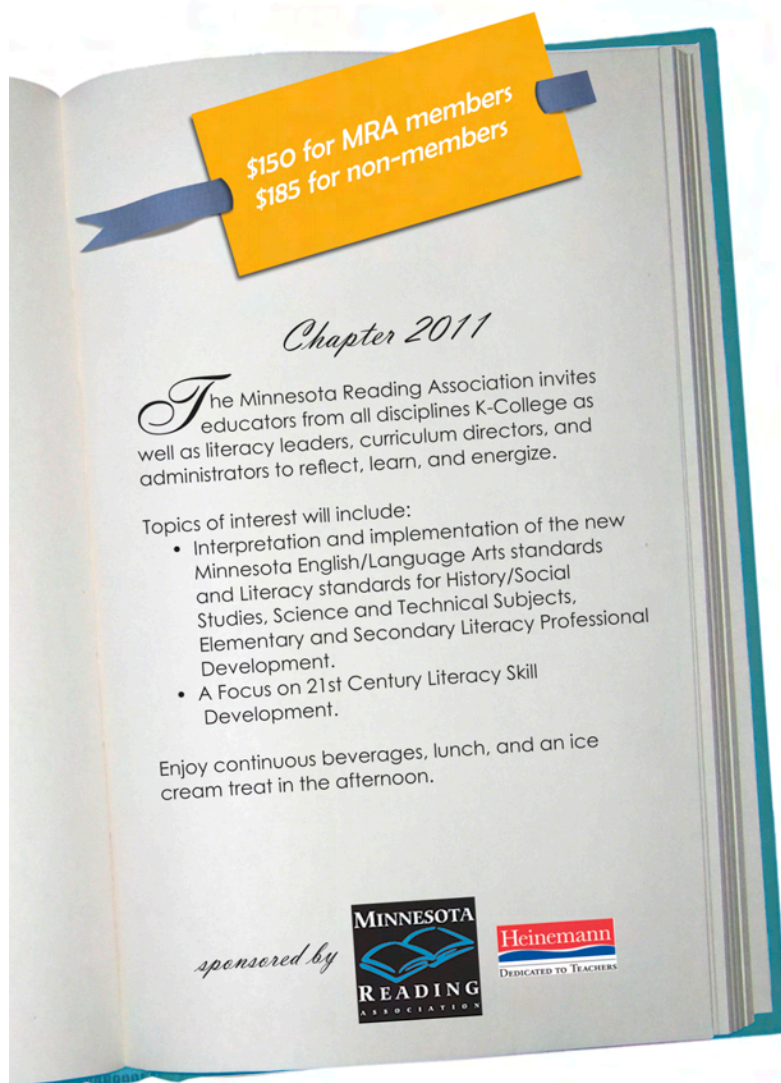 $150 for MRA members
$185 for non-members
Chapter 2011
The Minnesota Reading Association invites
educators from all disciplines K-College as
well as literacy leaders, curriculum directors, and
administrators to reflect, learn, and energize.
Topics of interest will include:
• Interpretation and implementation of the new
Minnesota English/Language Arts standards
and Literacy standards for History/Social
Studies, Science and Technical Subjects,
Elementary and Secondary Literacy Professional
Development.
• A Focus on 21st Century Literacy Skill
Development.
Enjoy continuous beverages, lunch, and an ice
cream treat in the afternoon.
sponsored by
MINNESOTA
READING
ASSOCIATION
Heinemann
DEDICATED TO TEACHERS